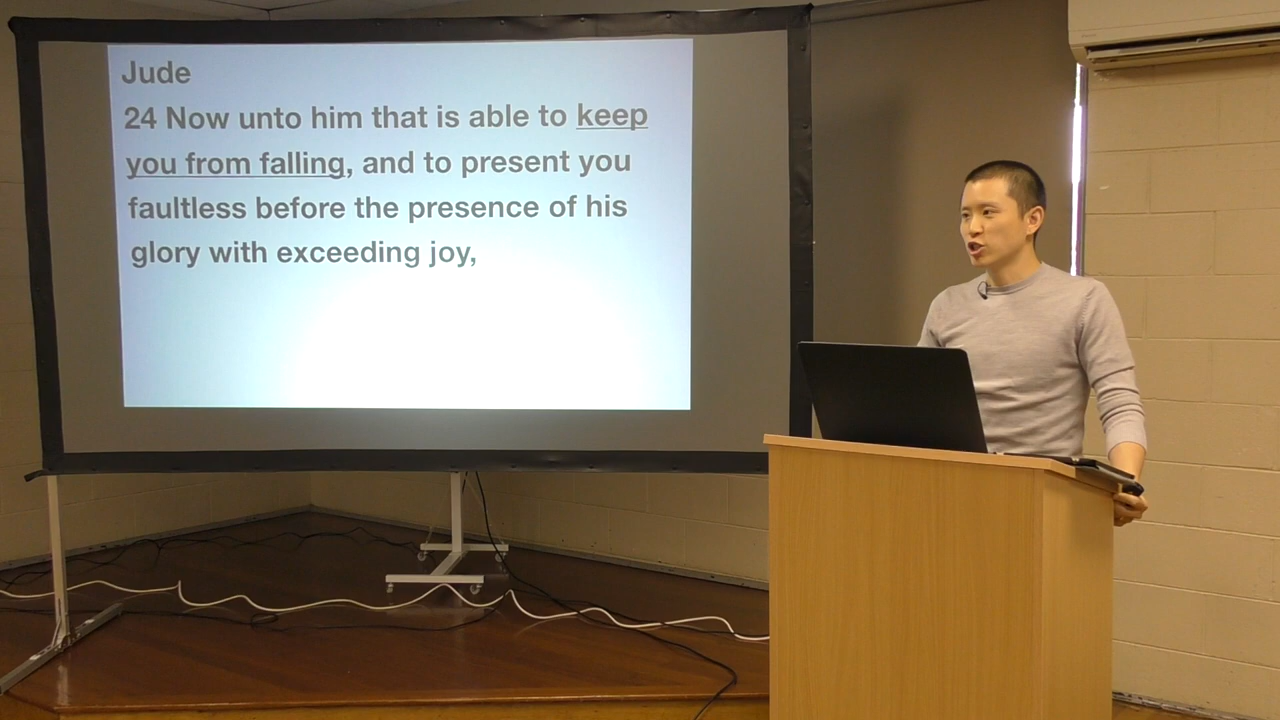 Jude
24 Now unto him that is able to keep
you from falling, and to present you
faultless before the presence of his
glory with exceeding joy,